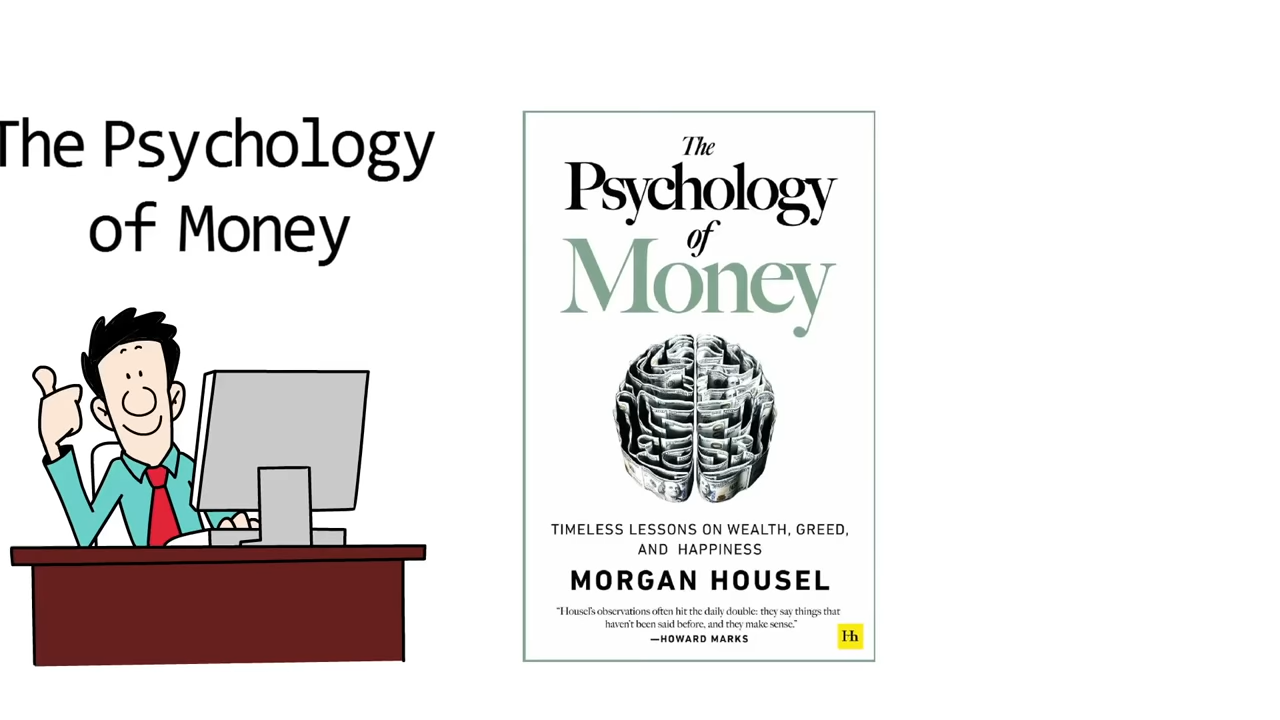 The Psychology
of Money
The
Psychology
of
Money
TIMELESS LESSONS ON WEALTH, GREED,
AND HAPPINESS
MORGAN HOUSEL
“Housel’s observations often hit the daily double: they say things that
haven’t been said before, and they make sense.”
—HOWARD MARKS
Hh